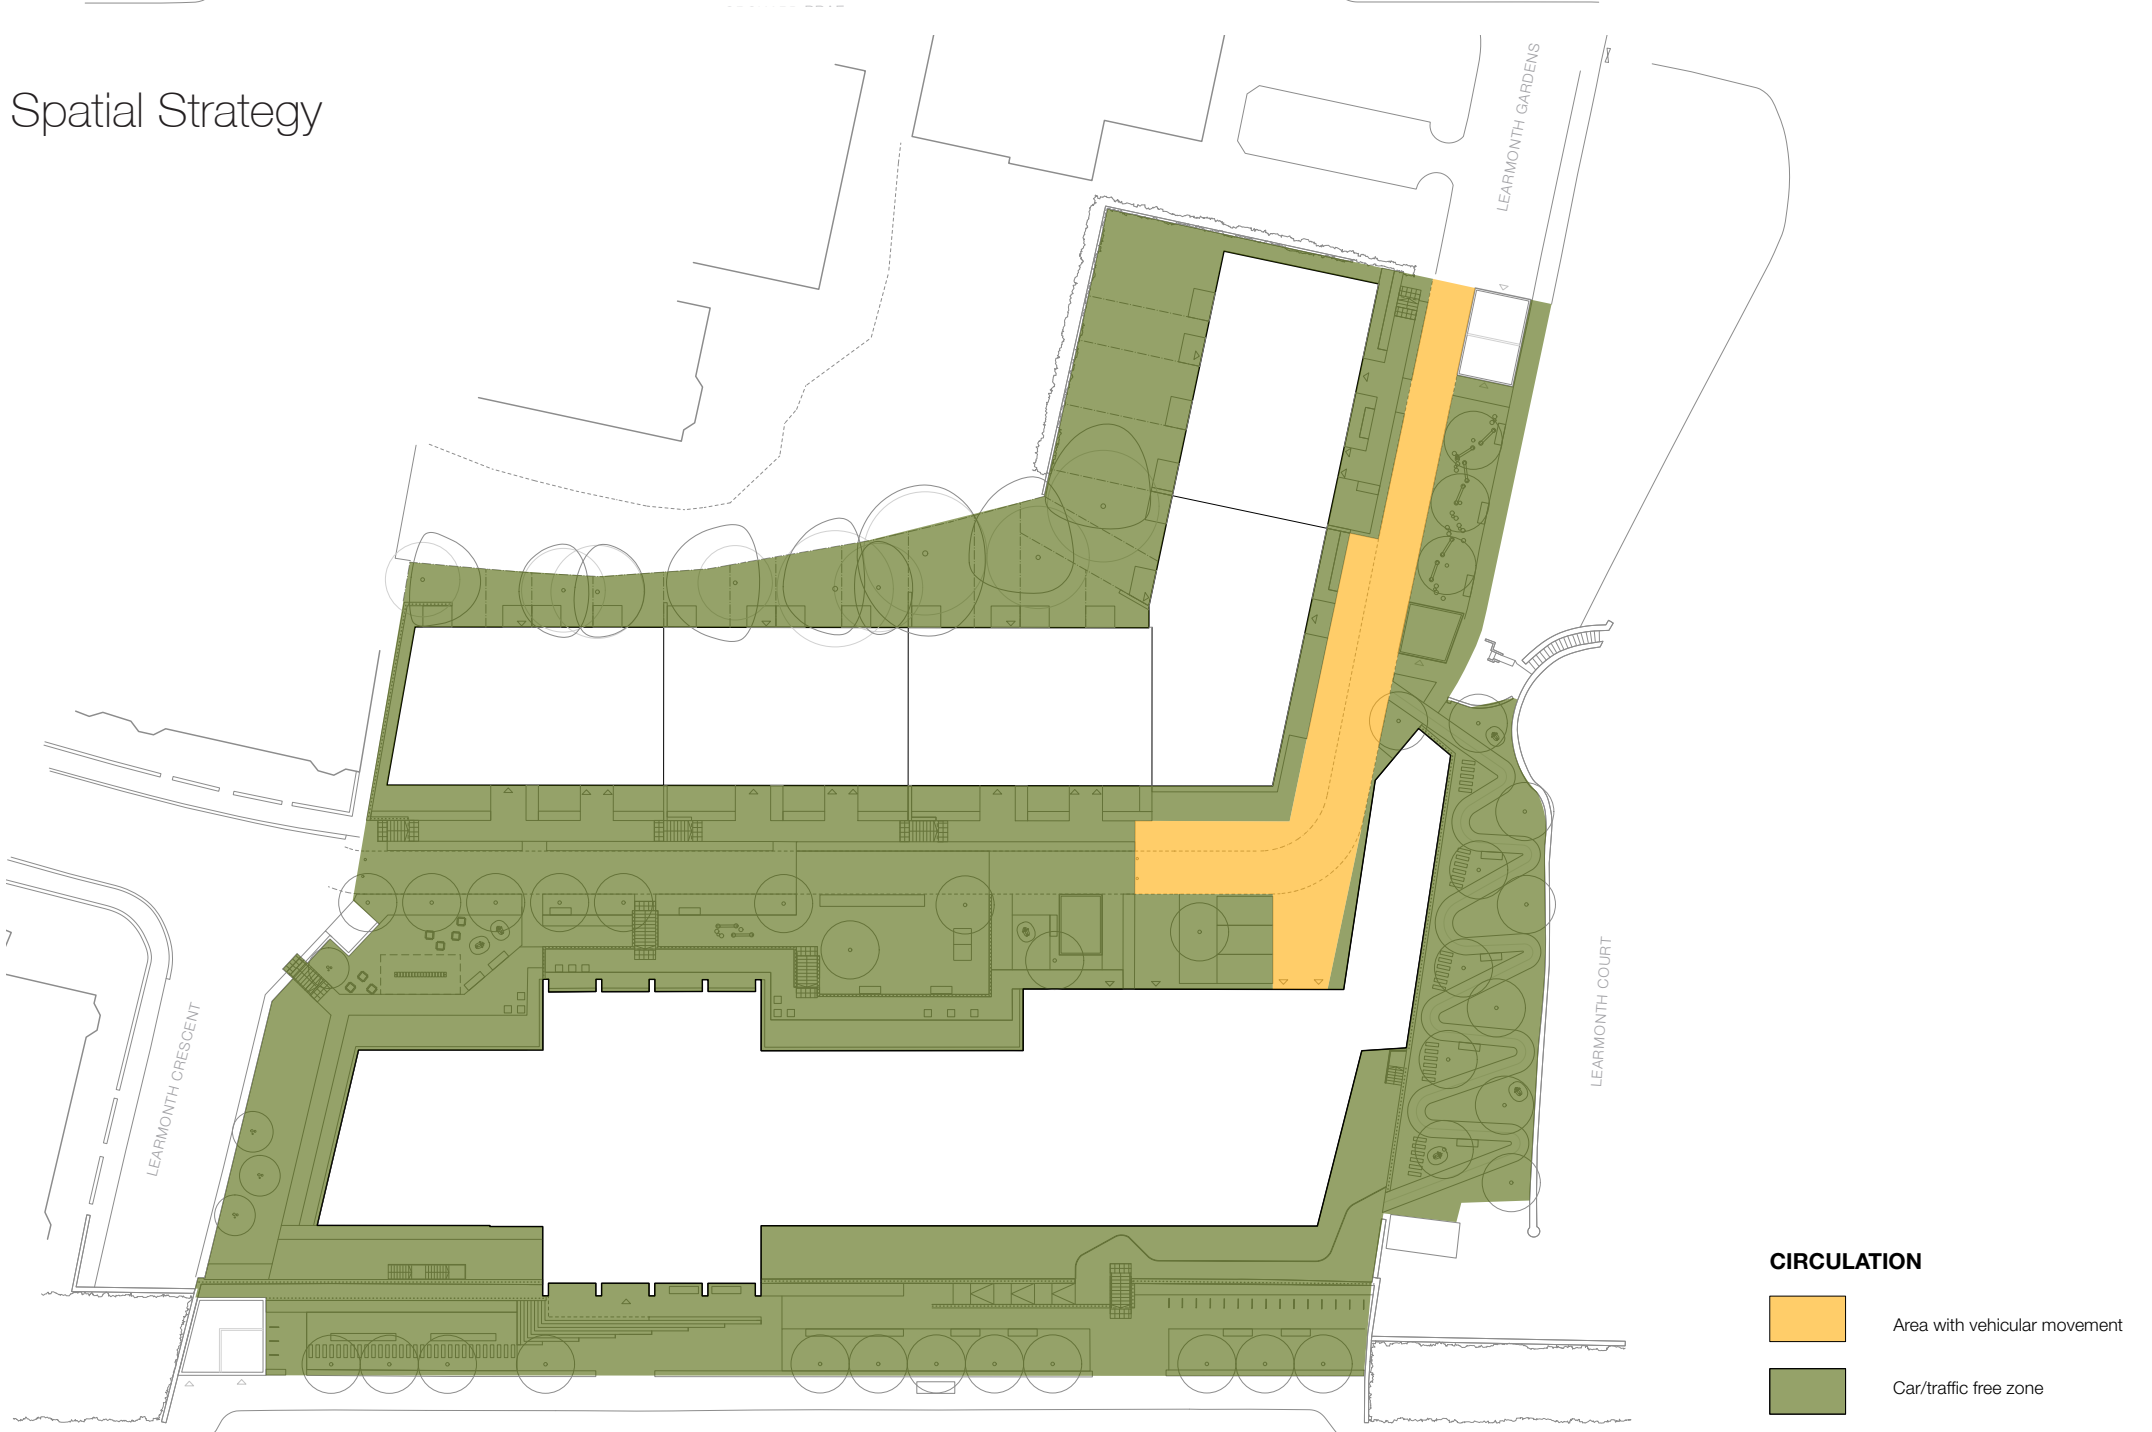 Spatial Strategy
LEARMONTH GARDENS
LEARMONTH COURT
LEARMONTH CRESCENT
CIRCULATION
Area with vehicular movement
Car/traffic free zone